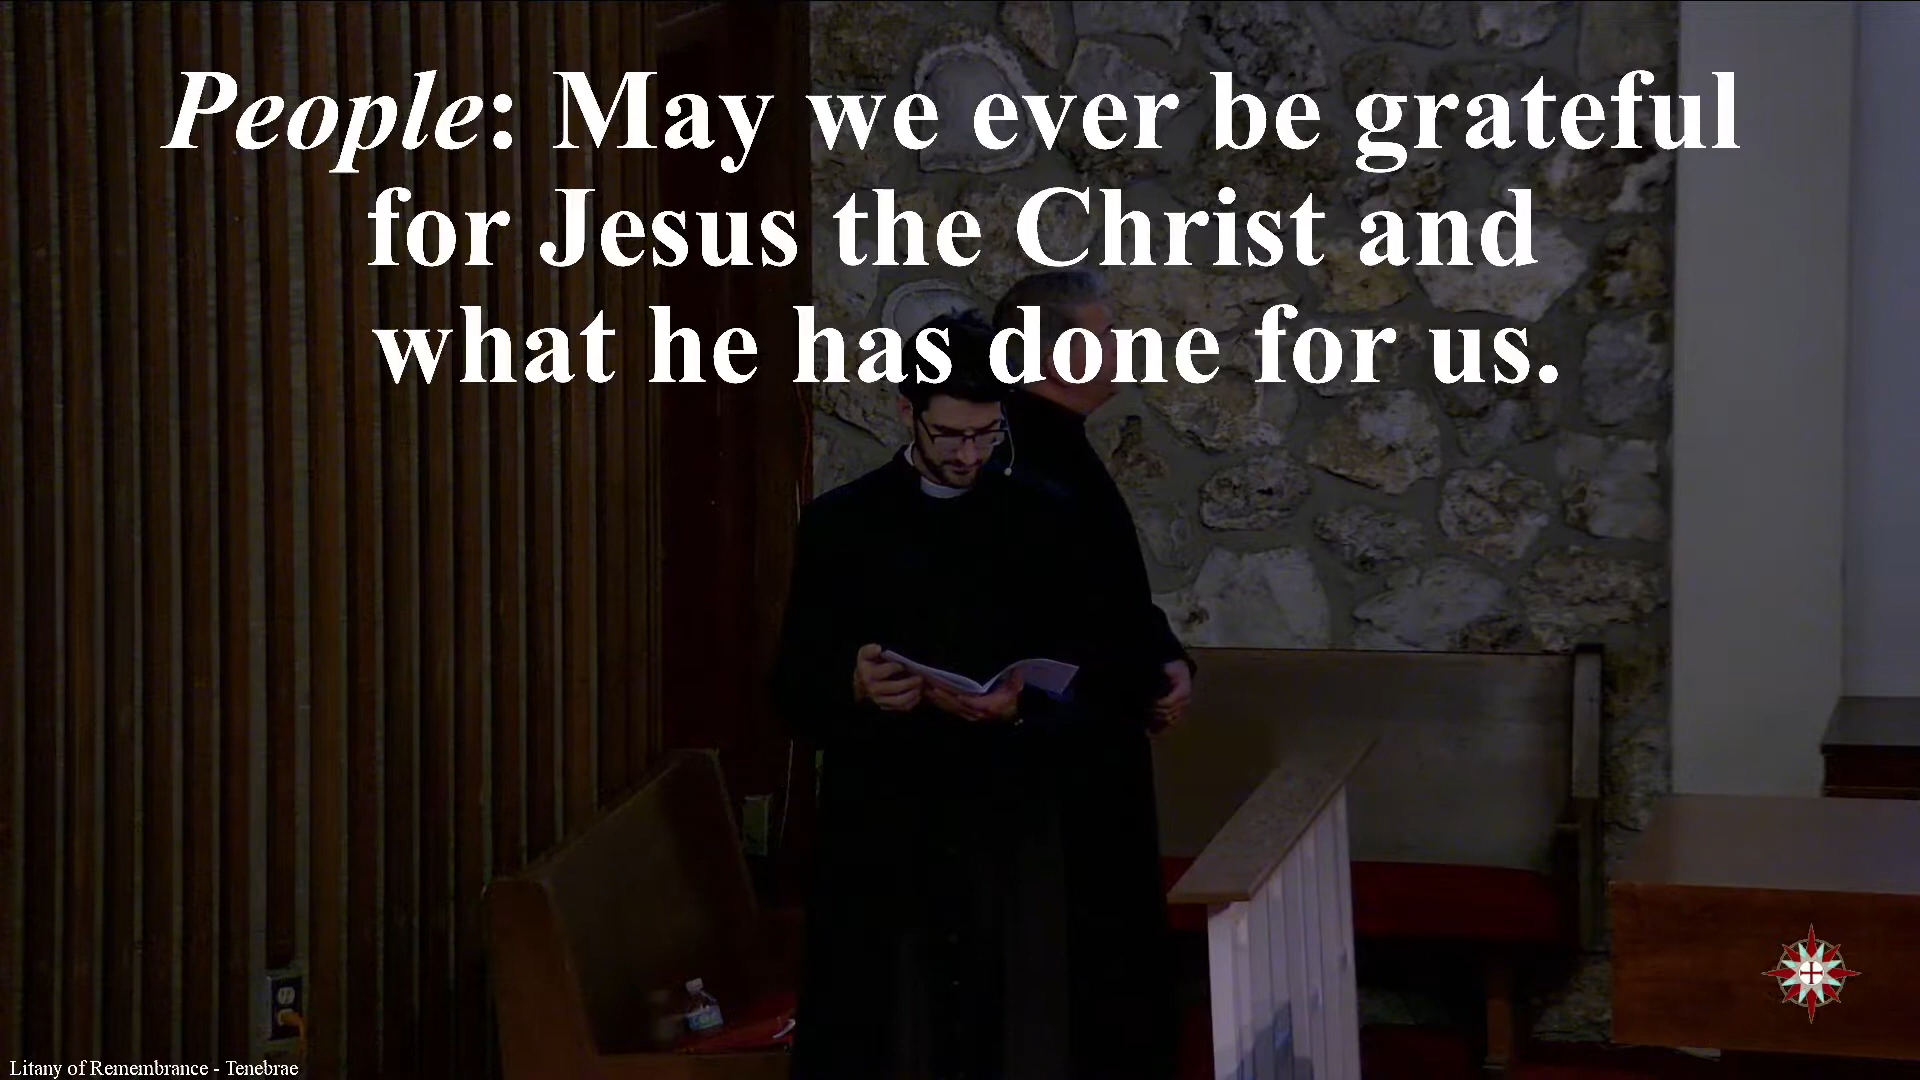 People: May we ever be grateful
for Jesus the Christ and
what he has done for us.
Litany of Remembrance - Tenebrae